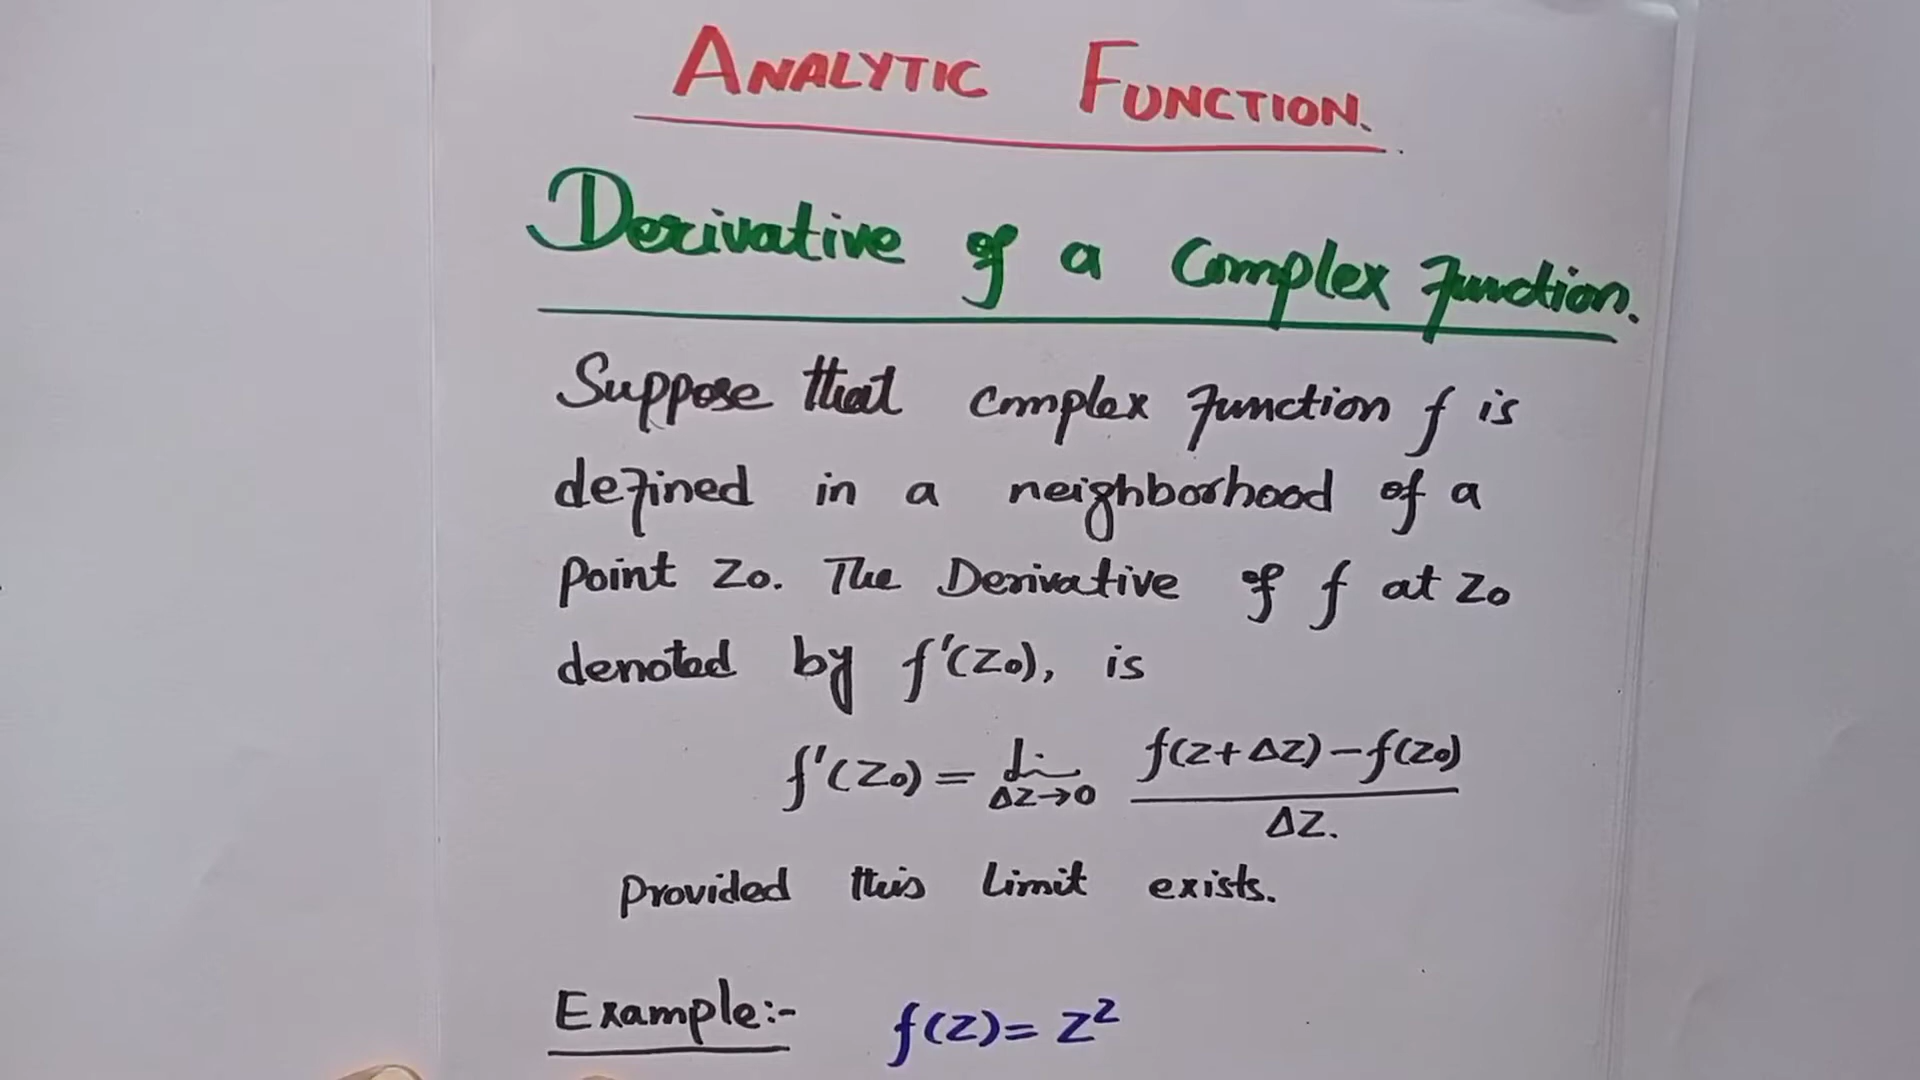 ANALYTIC FUNCTION.
Derivative of a Complex Function.
Suppose that complex Function f is
defined in a neighborhood of a
point z₀. The Derivative of f at z₀
denoted by f'(z₀), is
f'(z₀) = lim Δz→0 f(z+Δz)-f(z₀) / Δz.
provided this limit exists.
Example:- f(z)= z²